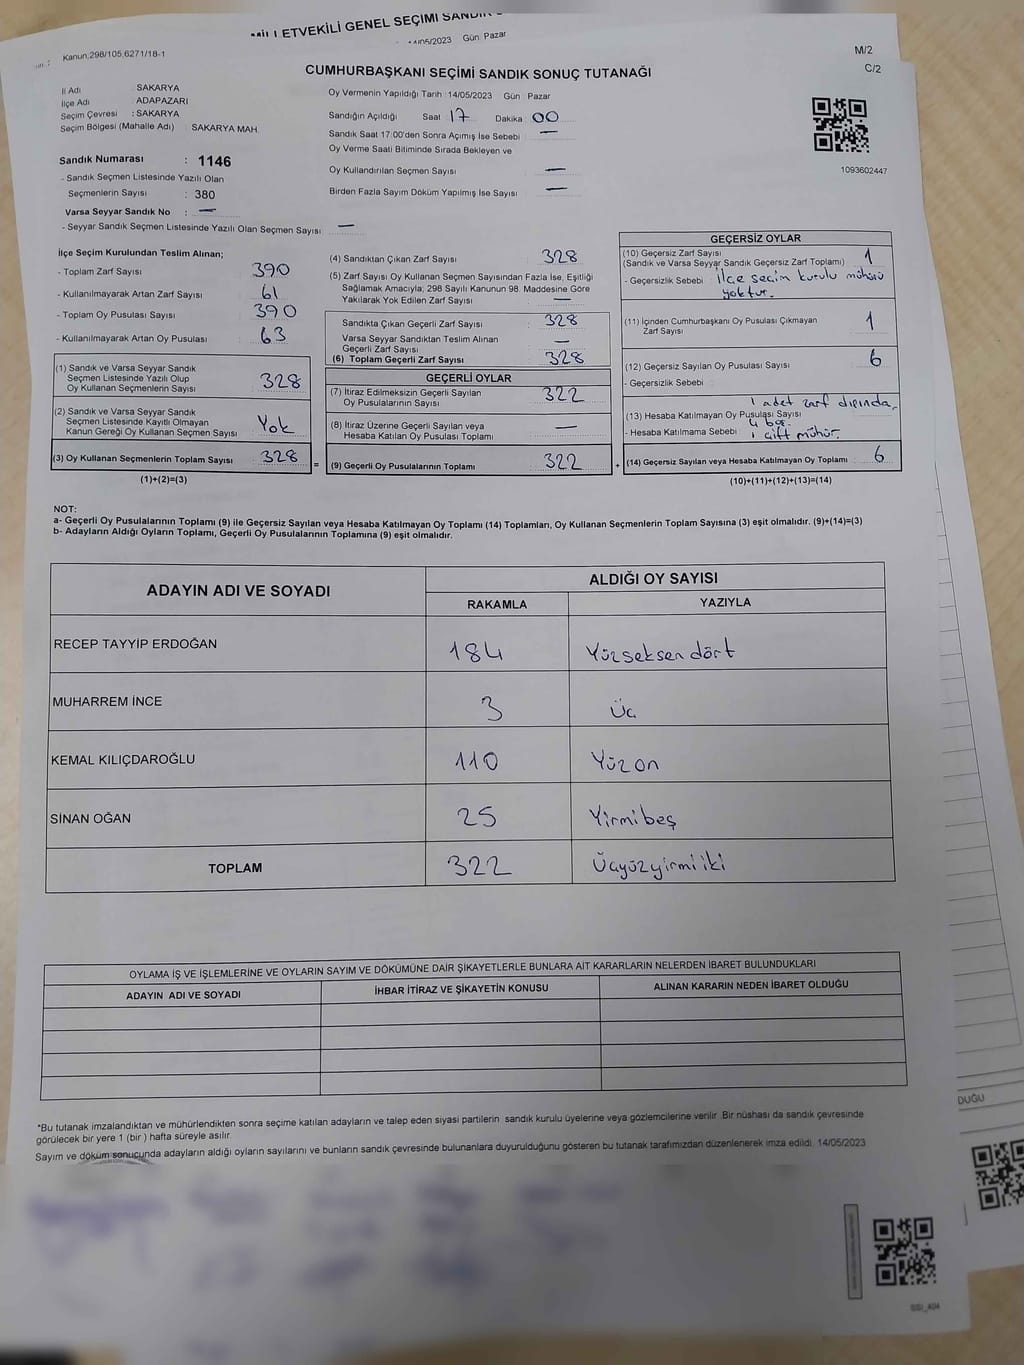 MİLLETVEKİLİ GENEL SEÇİMİ SANDIK
14/05/2023 Gün: Pazar
Kanun,298/105,6271/18-1
M/2
C/2
CUMHURBAŞKANI SEÇİMİ SANDIK SONUÇ TUTANAĞI
İl Adı : SAKARYA
İlçe Adı : ADAPAZARI
Seçim Çevresi : SAKARYA
Seçim Bölgesi (Mahalle Adı) : SAKARYA MAH.
Sandık Numarası : 1146
- Sandık Seçmen Listesinde Yazılı Olan
Seçmenlerin Sayısı : 380
Varsa Seyyar Sandık No : —
- Seyyar Sandık Seçmen Listesinde Yazılı Olan Seçmen Sayısı : —
Oy Vermenin Yapıldığı Tarih : 14/05/2023 Gün : Pazar
Sandığın Açıldığı Saat : 17 Dakika : 00
Sandık Saat 17:00'den Sonra Açımış İse Sebebi : —
Oy Verme Saati Bitiminde Sırada Bekleyen ve
Oy Kullandırılan Seçmen Sayısı : —
Birden Fazla Sayım Döküm Yapılmış İse Sayısı : —
1093602447
İlçe Seçim Kurulundan Teslim Alınan;
- Toplam Zarf Sayısı : 390
- Kullanılmayarak Artan Zarf Sayısı : 61
- Toplam Oy Pusulası Sayısı : 390
- Kullanılmayarak Artan Oy Pusulası : 63
(1) Sandık ve Varsa Seyyar Sandık
Seçmen Listesinde Yazılı Olup
Oy Kullanan Seçmenlerin Sayısı : 328
(2) Sandık ve Varsa Seyyar Sandık
Seçmen Listesinde Kayıtlı Olmayan
Kanun Gereği Oy Kullanan Seçmen Sayısı : Yok
(3) Oy Kullanan Seçmenlerin Toplam Sayısı : 328
(1)+(2)=(3)
(4) Sandıktan Çıkan Zarf Sayısı : 328
(5) Zarf Sayısı Oy Kullanan Seçmen Sayısından Fazla İse, Eşitliği
Sağlamak Amacıyla; 298 Sayılı Kanunun 98. Maddesine Göre
Yakılarak Yok Edilen Zarf Sayısı : —
Sandıkta Çıkan Geçerli Zarf Sayısı : 328
Varsa Seyyar Sandıktan Teslim Alınan
Geçerli Zarf Sayısı : —
(6) Toplam Geçerli Zarf Sayısı : 328
GEÇERLİ OYLAR
(7) İtiraz Edilmeksizin Geçerli Sayılan
Oy Pusulalarının Sayısı : 322
(8) İtiraz Üzerine Geçerli Sayılan veya
Hesaba Katılan Oy Pusulası Toplamı : —
= (9) Geçerli Oy Pusulalarının Toplamı : 322
GEÇERSİZ OYLAR
(10) Geçersiz Zarf Sayısı
(Sandık ve Varsa Seyyar Sandık Geçersiz Zarf Toplamı) : 1
- Geçersizlik Sebebi : ilçe seçim kurulu mührü
yoktur.
(11) İçinden Cumhurbaşkanı Oy Pusulası Çıkmayan
Zarf Sayısı : 1
(12) Geçersiz Sayılan Oy Pusulası Sayısı : 6
- Geçersizlik Sebebi :
1 adet zarf dışında,
(13) Hesaba Katılmayan Oy Pusulası Sayısı : 4 boş.
- Hesaba Katılmama Sebebi : 1 çift mühür.
+ (14) Geçersiz Sayılan veya Hesaba Katılmayan Oy Toplamı : 6
(10)+(11)+(12)+(13)=(14)
NOT:
a- Geçerli Oy Pusulalarının Toplamı (9) ile Geçersiz Sayılan veya Hesaba Katılmayan Oy Toplamı (14) Toplamları, Oy Kullanan Seçmenlerin Toplam Sayısına (3) eşit olmalıdır. (9)+(14)=(3)
b- Adayların Aldığı Oyların Toplamı, Geçerli Oy Pusulalarının Toplamına (9) eşit olmalıdır.
ADAYIN ADI VE SOYADI ALDIĞI OY SAYISI
RAKAMLA YAZIYLA
RECEP TAYYİP ERDOĞAN 184 Yüzseksen dört
MUHARREM İNCE 3 Üç
KEMAL KILIÇDAROĞLU 110 Yüzon
SİNAN OĞAN 25 Yirmibeş
TOPLAM 322 Üçyüzyirmiiki
OYLAMA İŞ VE İŞLEMLERİNE VE OYLARIN SAYIM VE DÖKÜMÜNE DAİR ŞİKAYETLERLE BUNLARA AİT KARARLARIN NELERDEN İBARET BULUNDUKLARI
ADAYIN ADI VE SOYADI İHBAR İTİRAZ VE ŞİKAYETİN KONUSU ALINAN KARARIN NEDEN İBARET OLDUĞU
DUĞU
*Bu tutanak imzalandıktan ve mühürlendikten sonra seçime katılan adayların ve talep eden siyasi partilerin sandık kurulu üyelerine veya gözlemcilerine verilir. Bir nüshası da sandık çevresinde
görülecek bir yere 1 (bir ) hafta süreyle asılır.
Sayım ve döküm sonucunda adayların aldığı oyların sayılarını ve bunların sandık çevresinde bulunanlara duyurulduğunu gösteren bu tutanak tarafımızdan düzenlenerek imza edildi. 14/05/2023